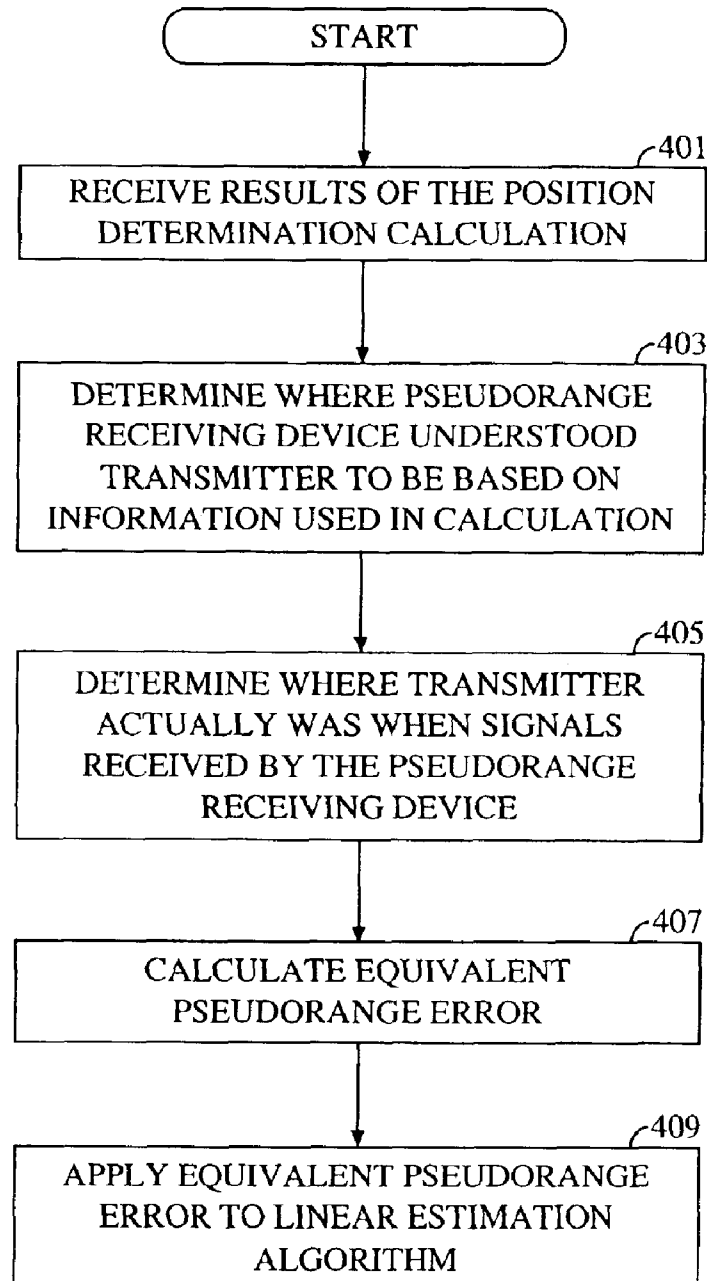 START
401
RECEIVE RESULTS OF THE POSITION
DETERMINATION CALCULATION
403
DETERMINE WHERE PSEUDORANGE
RECEIVING DEVICE UNDERSTOOD
TRANSMITTER TO BE BASED ON
INFORMATION USED IN CALCULATION
405
DETERMINE WHERE TRANSMITTER
ACTUALLY WAS WHEN SIGNALS
RECEIVED BY THE PSEUDORANGE
RECEIVING DEVICE
407
CALCULATE EQUIVALENT
PSEUDORANGE ERROR
409
APPLY EQUIVALENT PSEUDORANGE
ERROR TO LINEAR ESTIMATION
ALGORITHM